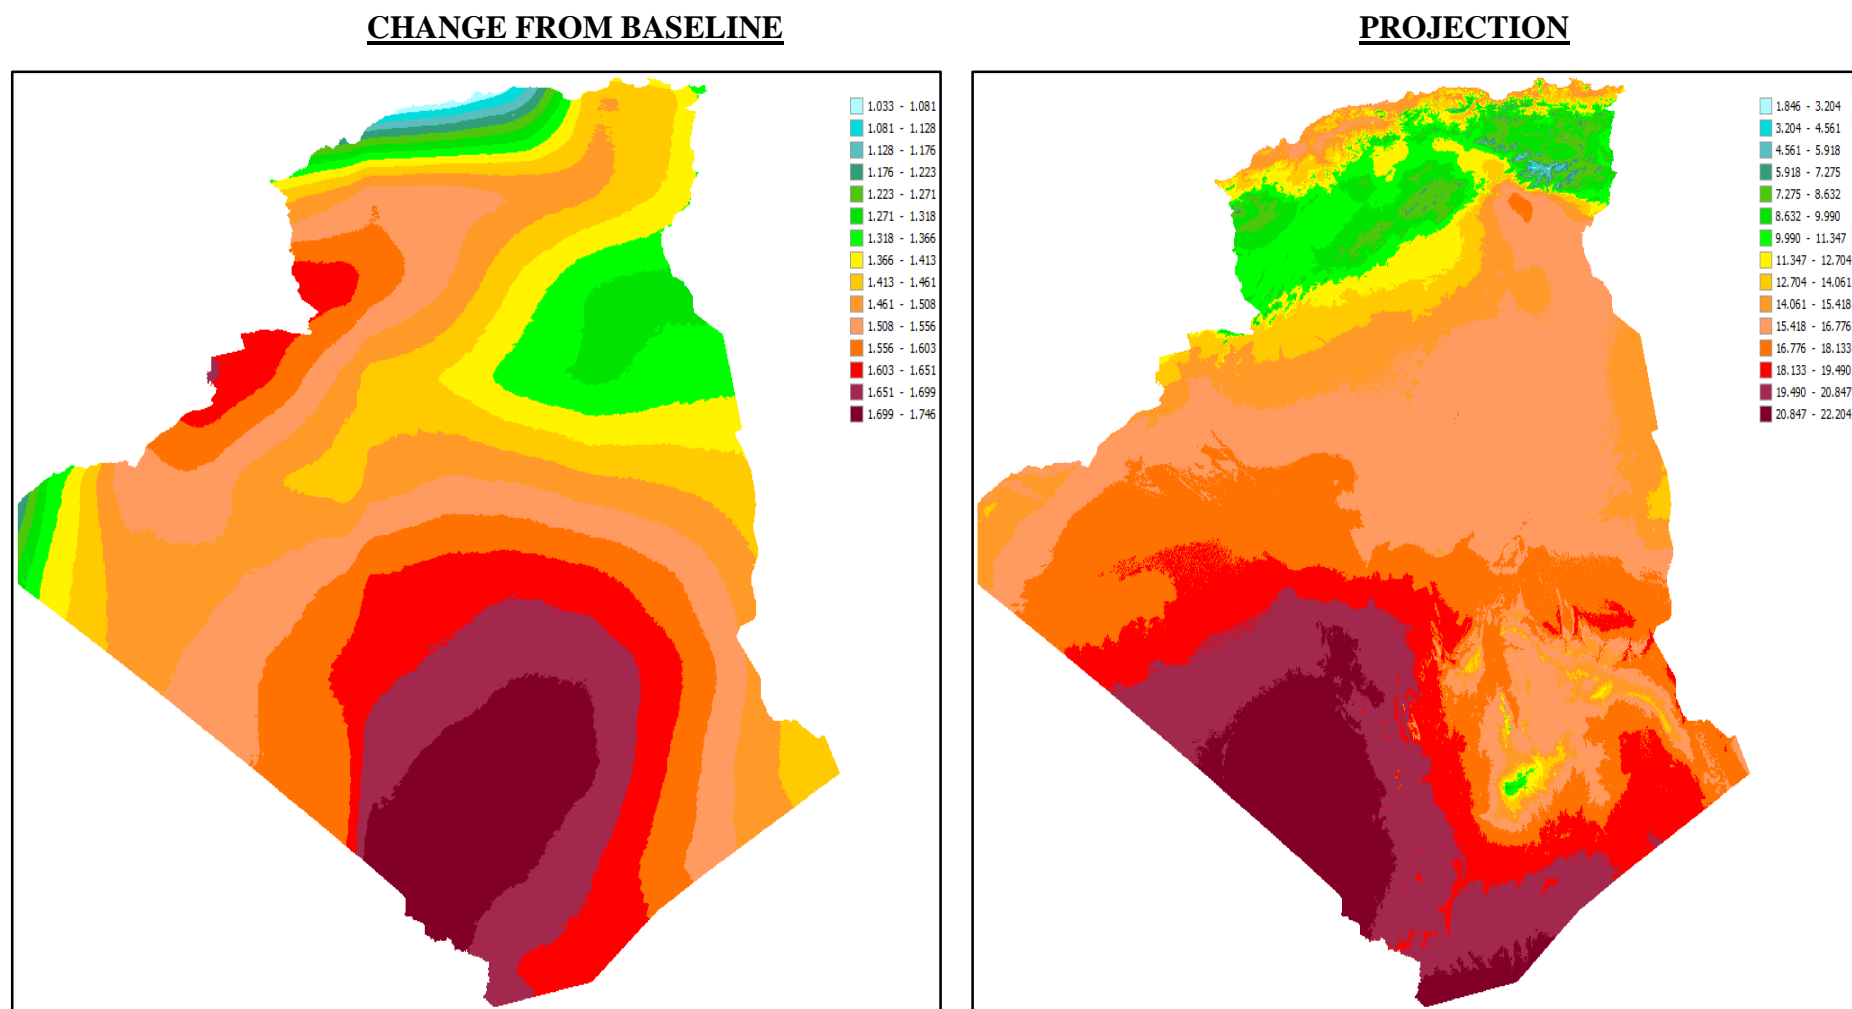 CHANGE FROM BASELINE
1.033 - 1.081
1.081 - 1.128
1.128 - 1.176
1.176 - 1.223
1.223 - 1.271
1.271 - 1.318
1.318 - 1.366
1.366 - 1.413
1.413 - 1.461
1.461 - 1.508
1.508 - 1.556
1.556 - 1.603
1.603 - 1.651
1.651 - 1.699
1.699 - 1.746
PROJECTION
1.846 - 3.204
3.204 - 4.561
4.561 - 5.918
5.918 - 7.275
7.275 - 8.632
8.632 - 9.990
9.990 - 11.347
11.347 - 12.704
12.704 - 14.061
14.061 - 15.418
15.418 - 16.776
16.776 - 18.133
18.133 - 19.490
19.490 - 20.847
20.847 - 22.204